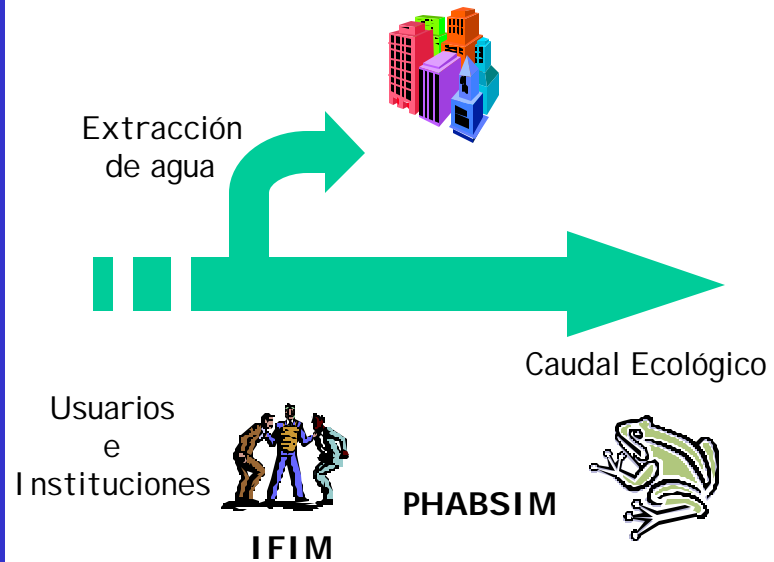 Extracción
de agua
Caudal Ecológico
Usuarios
e
Instituciones
PHABSIM
IFIM